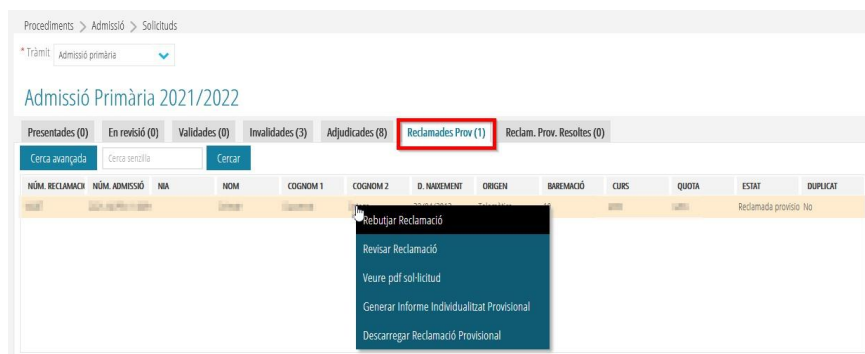 Procediments > Admissió > Solicituds
* Tràmit Admissió primària
Admissió Primària 2021/2022
Presentades (0) En revisió (0) Validades (0) Invalidades (3) Adjudicades (8) Reclamades Prov (1) Reclam. Prov. Resoltes (0)
Cerca avançada Cerca senzilla Cercar
NÚM. RECLAMACIÓ NÚM. ADMISSIÓ NIA NOM COGNOM 1 COGNOM 2 D. NAIXEMENT ORIGEN BAREMACIÓ CURS QUOTA ESTAT DUPLICAT
Reclamada provisio No
Rebutjar Reclamació
Revisar Reclamació
Veure pdf sol·licitud
Generar Informe Individualitzat Provisional
Descarregar Reclamació Provisional